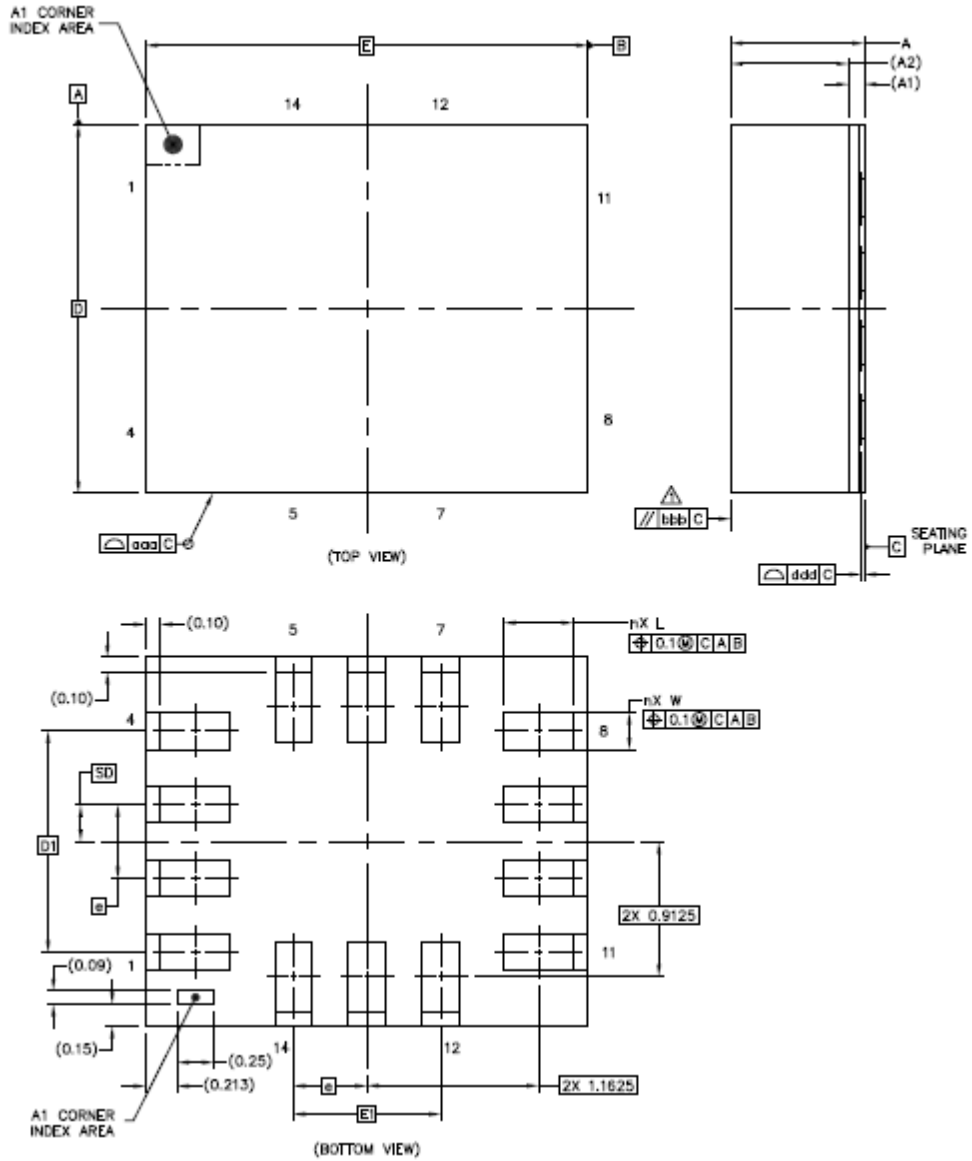 A1 CORNER
INDEX AREA
E
B
A
(A2)
(A1)
A
14
12
1
11
D
4
8
5
7
aaa C
(TOP VIEW)
1
// bbb C
C
SEATING
PLANE
ddd C
(0.10)
5
7
nX L
⌖ 0.1Ⓜ C A B
(0.10)
nX W
⌖ 0.1Ⓜ C A B
4
8
SD
D1
e
2X 0.9125
1
11
(0.09)
(0.15)
14
12
(0.25)
(0.213)
e
2X 1.1625
E1
A1 CORNER
INDEX AREA
(BOTTOM VIEW)